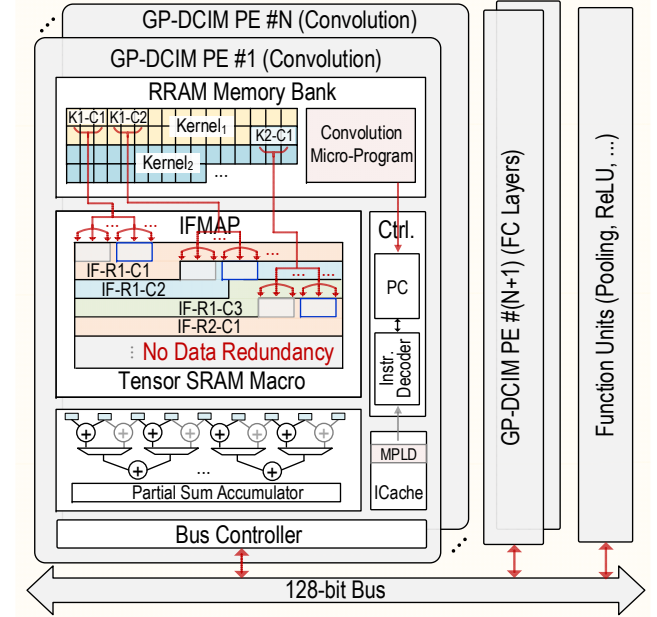 GP-DCIM PE #N (Convolution)
GP-DCIM PE #1 (Convolution)
RRAM Memory Bank
K1-C1 K1-C2
Kernel1
K2-C1
Kernel2
...
Convolution
Micro-Program
IFMAP
... ...
... ...
IF-R1-C1
... ...
IF-R1-C2
IF-R1-C3
IF-R2-C1
No Data Redundancy
Tensor SRAM Macro
Ctrl.
PC
Instr.
Decoder
MPLD
ICache
...
Partial Sum Accumulator
Bus Controller
GP-DCIM PE #(N+1) (FC Layers)
Function Units (Pooling, ReLU, ...)
128-bit Bus